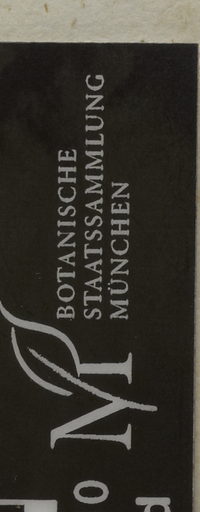 BOTANISCHE
STAATSSAMMLUNG
MÜNCHEN
M